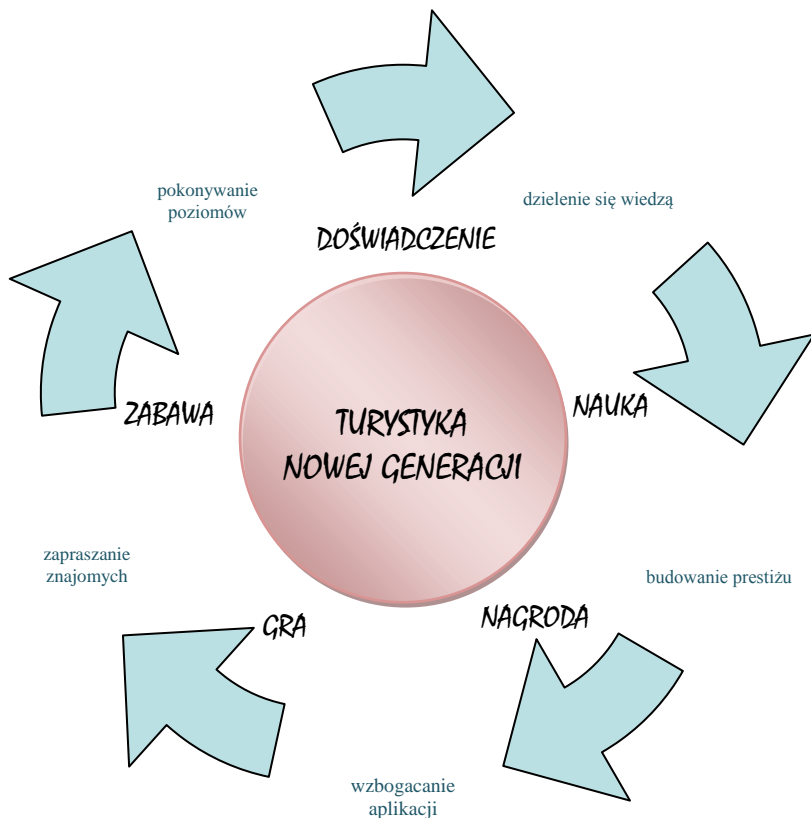 pokonywanie
poziomów
dzielenie się wiedzą
DOŚWIADCZENIE
ZABAWA
NAUKA
TURYSTYKA
NOWEJ GENERACJI
zapraszanie
znajomych
budowanie prestiżu
GRA
NAGRODA
wzbogacanie
aplikacji